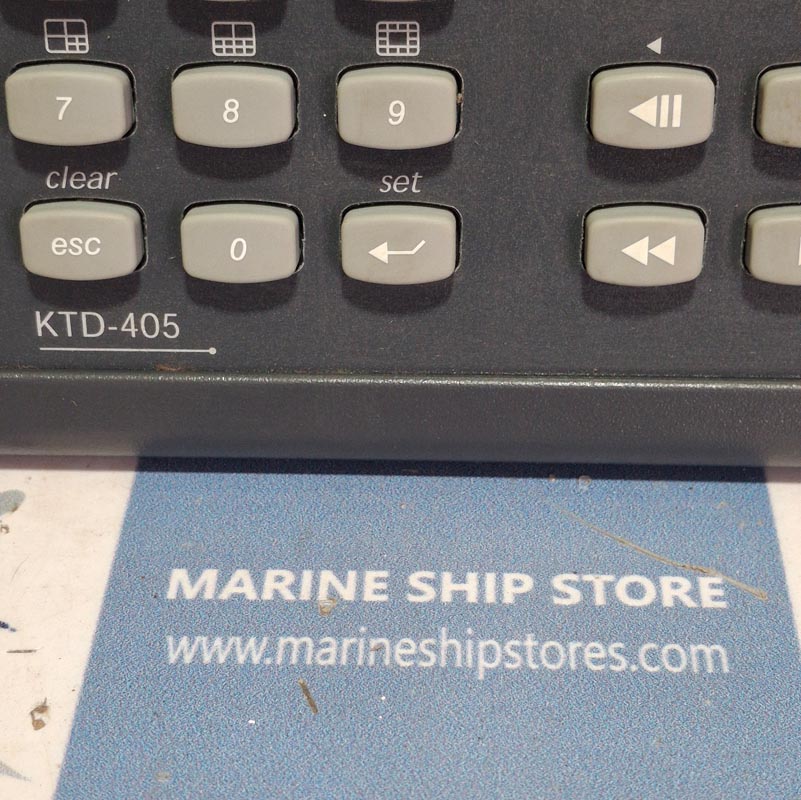 7 8 9
clear set
esc 0
KTD-405
MARINE SHIP STORE
www.marineshipstores.com